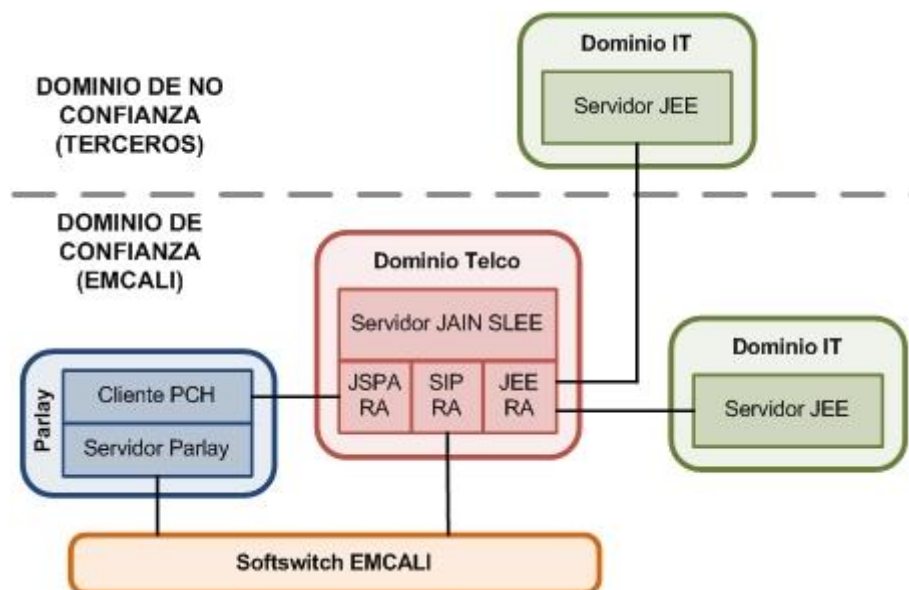 Dominio IT
Servidor JEE
DOMINIO DE NO
CONFIANZA
(TERCEROS)
DOMINIO DE
CONFIANZA
(EMCALI)
Dominio Telco
Servidor JAIN SLEE
JSPA
RA
SIP
RA
JEE
RA
Dominio IT
Servidor JEE
Parlay
Cliente PCH
Servidor Parlay
Softswitch EMCALI